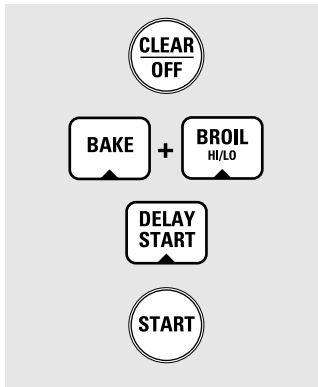 CLEAR
OFF
BAKE + BROIL
HI/LO
DELAY
START
START